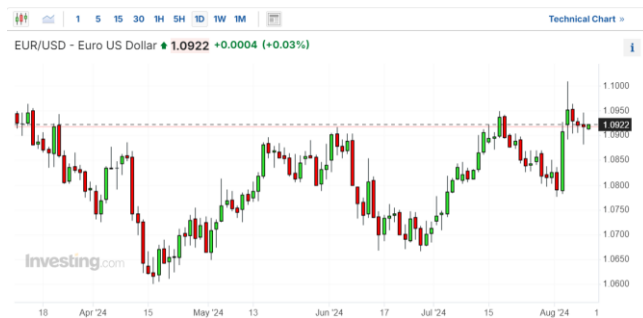 1 5 15 30 1H 5H 1D 1W 1M Technical Chart »
EUR/USD - Euro US Dollar 1.0922 +0.0004 (+0.03%) i
1.1000
1.0950
1.0922
1.0900
1.0850
1.0800
1.0750
1.0700
1.0650
1.0600
Investing.com
18 Apr '24 15 May '24 13 Jun '24 17 Jul '24 15 Aug '24 1